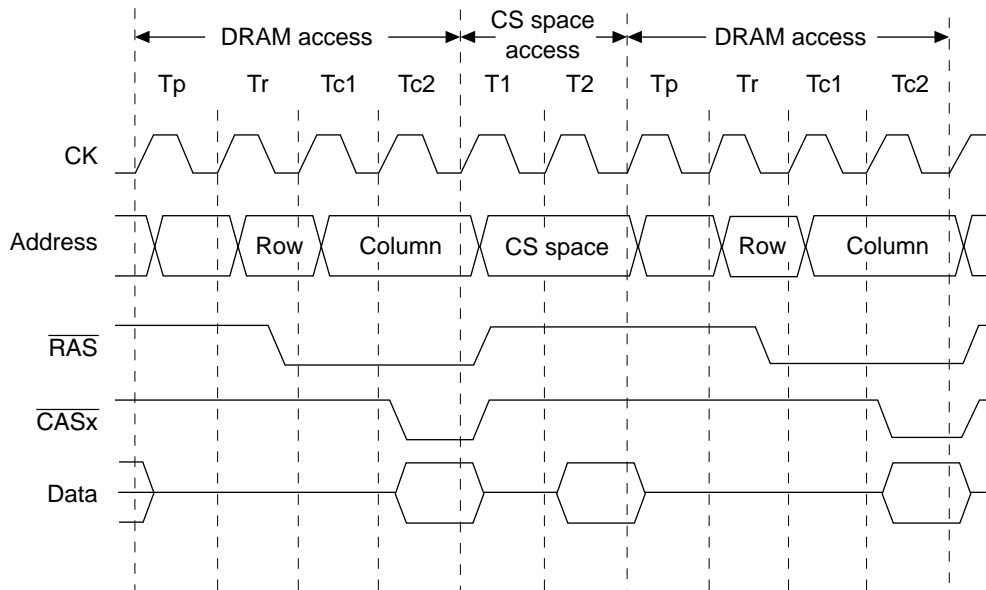 DRAM access
CS space
access
DRAM access
Tp Tr Tc1 Tc2 T1 T2 Tp Tr Tc1 Tc2
CK
Address Row Column CS space Row Column
RAS
CASx
Data